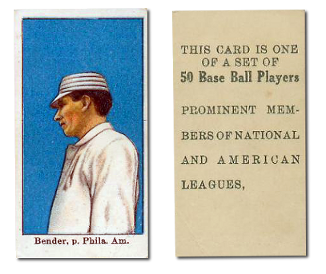 Bender, p. Phila. Am.
THIS CARD IS ONE
OF A SET OF
50 Base Ball Players
PROMINENT MEM-
BERS OF NATIONAL
AND AMERICAN
LEAGUES,